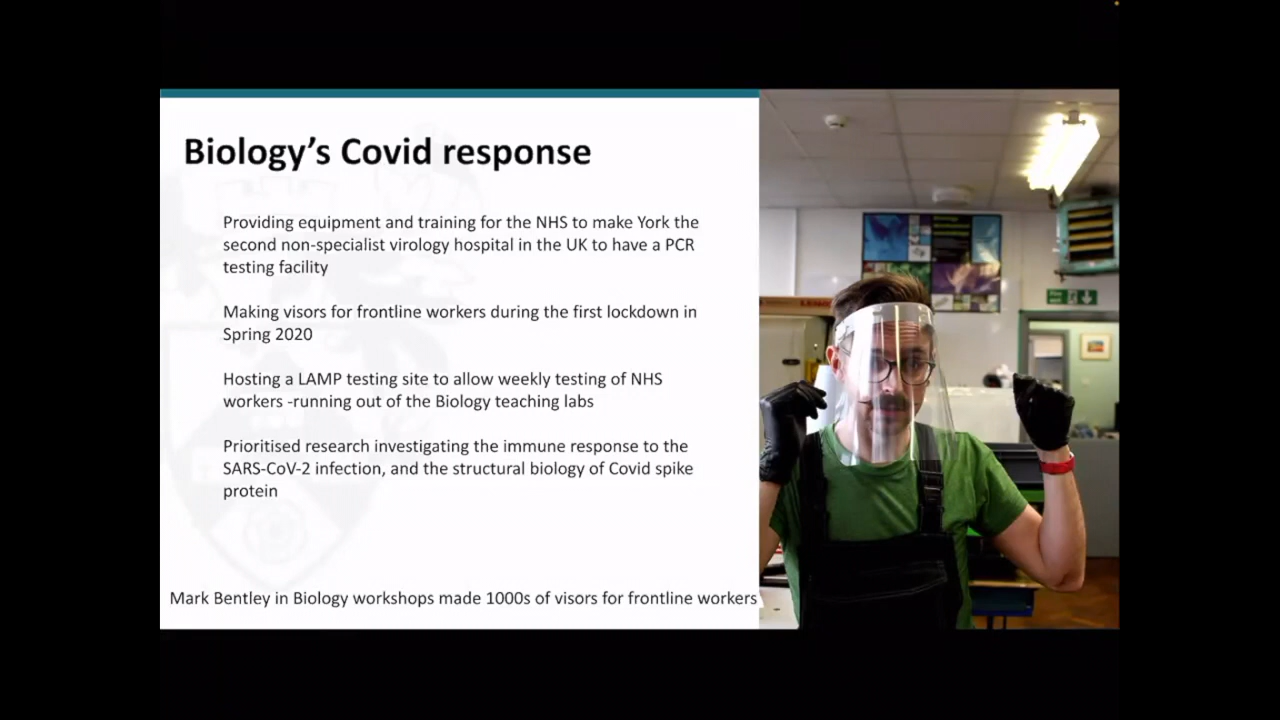 Biology's Covid response
Providing equipment and training for the NHS to make York the
second non-specialist virology hospital in the UK to have a PCR
testing facility
Making visors for frontline workers during the first lockdown in
Spring 2020
Hosting a LAMP testing site to allow weekly testing of NHS
workers -running out of the Biology teaching labs
Prioritised research investigating the immune response to the
SARS-CoV-2 infection, and the structural biology of Covid spike
protein
Mark Bentley in Biology workshops made 1000s of visors for frontline workers